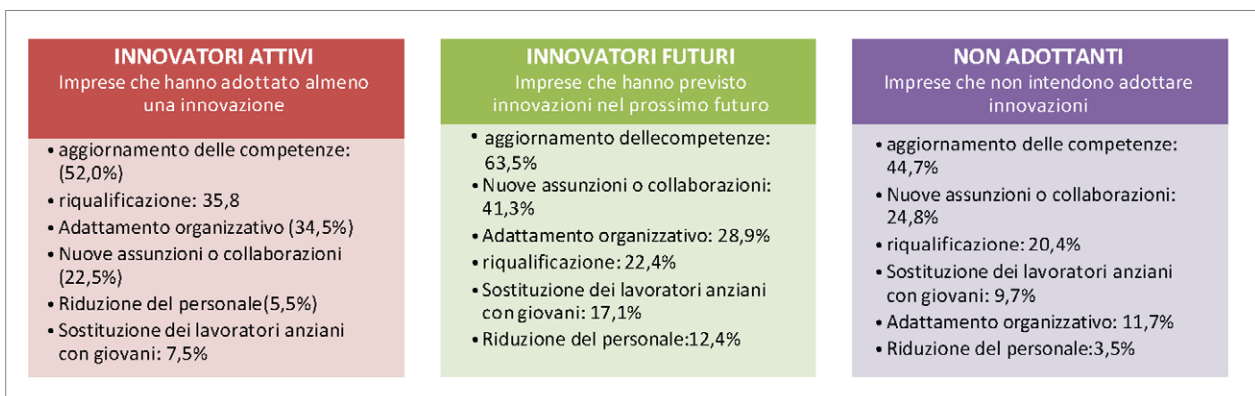 INNOVATORI ATTIVI
Imprese che hanno adottato almeno
una innovazione
• aggiornamento delle competenze:
(52,0%)
• riqualificazione: 35,8
• Adattamento organizzativo (34,5%)
• Nuove assunzioni o collaborazioni
(22,5%)
• Riduzione del personale(5,5%)
• Sostituzione dei lavoratori anziani
con giovani: 7,5%
INNOVATORI FUTURI
Imprese che hanno previsto
innovazioni nel prossimo futuro
• aggiornamento dellecompetenze:
63,5%
• Nuove assunzioni o collaborazioni:
41,3%
• Adattamento organizzativo: 28,9%
• riqualificazione: 22,4%
• Sostituzione dei lavoratori anziani
con giovani: 17,1%
• Riduzione del personale:12,4%
NON ADOTTANTI
Imprese che non intendono adottare
innovazioni
• aggiornamento delle competenze:
44,7%
• Nuove assunzioni o collaborazioni:
24,8%
• riqualificazione: 20,4%
• Sostituzione dei lavoratori anziani
con giovani: 9,7%
• Adattamento organizzativo: 11,7%
• Riduzione del personale:3,5%